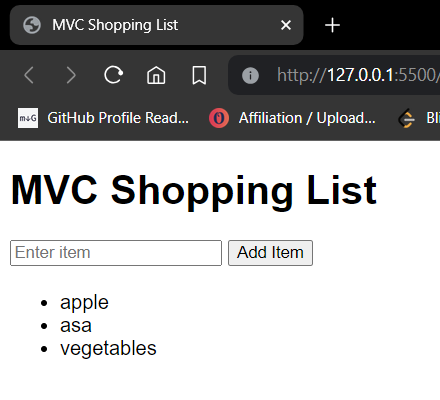 MVC Shopping List
http://127.0.0.1:5500/
m↓G GitHub Profile Read... Affiliation / Upload... Bl
MVC Shopping List
Enter item Add Item
apple
asa
vegetables